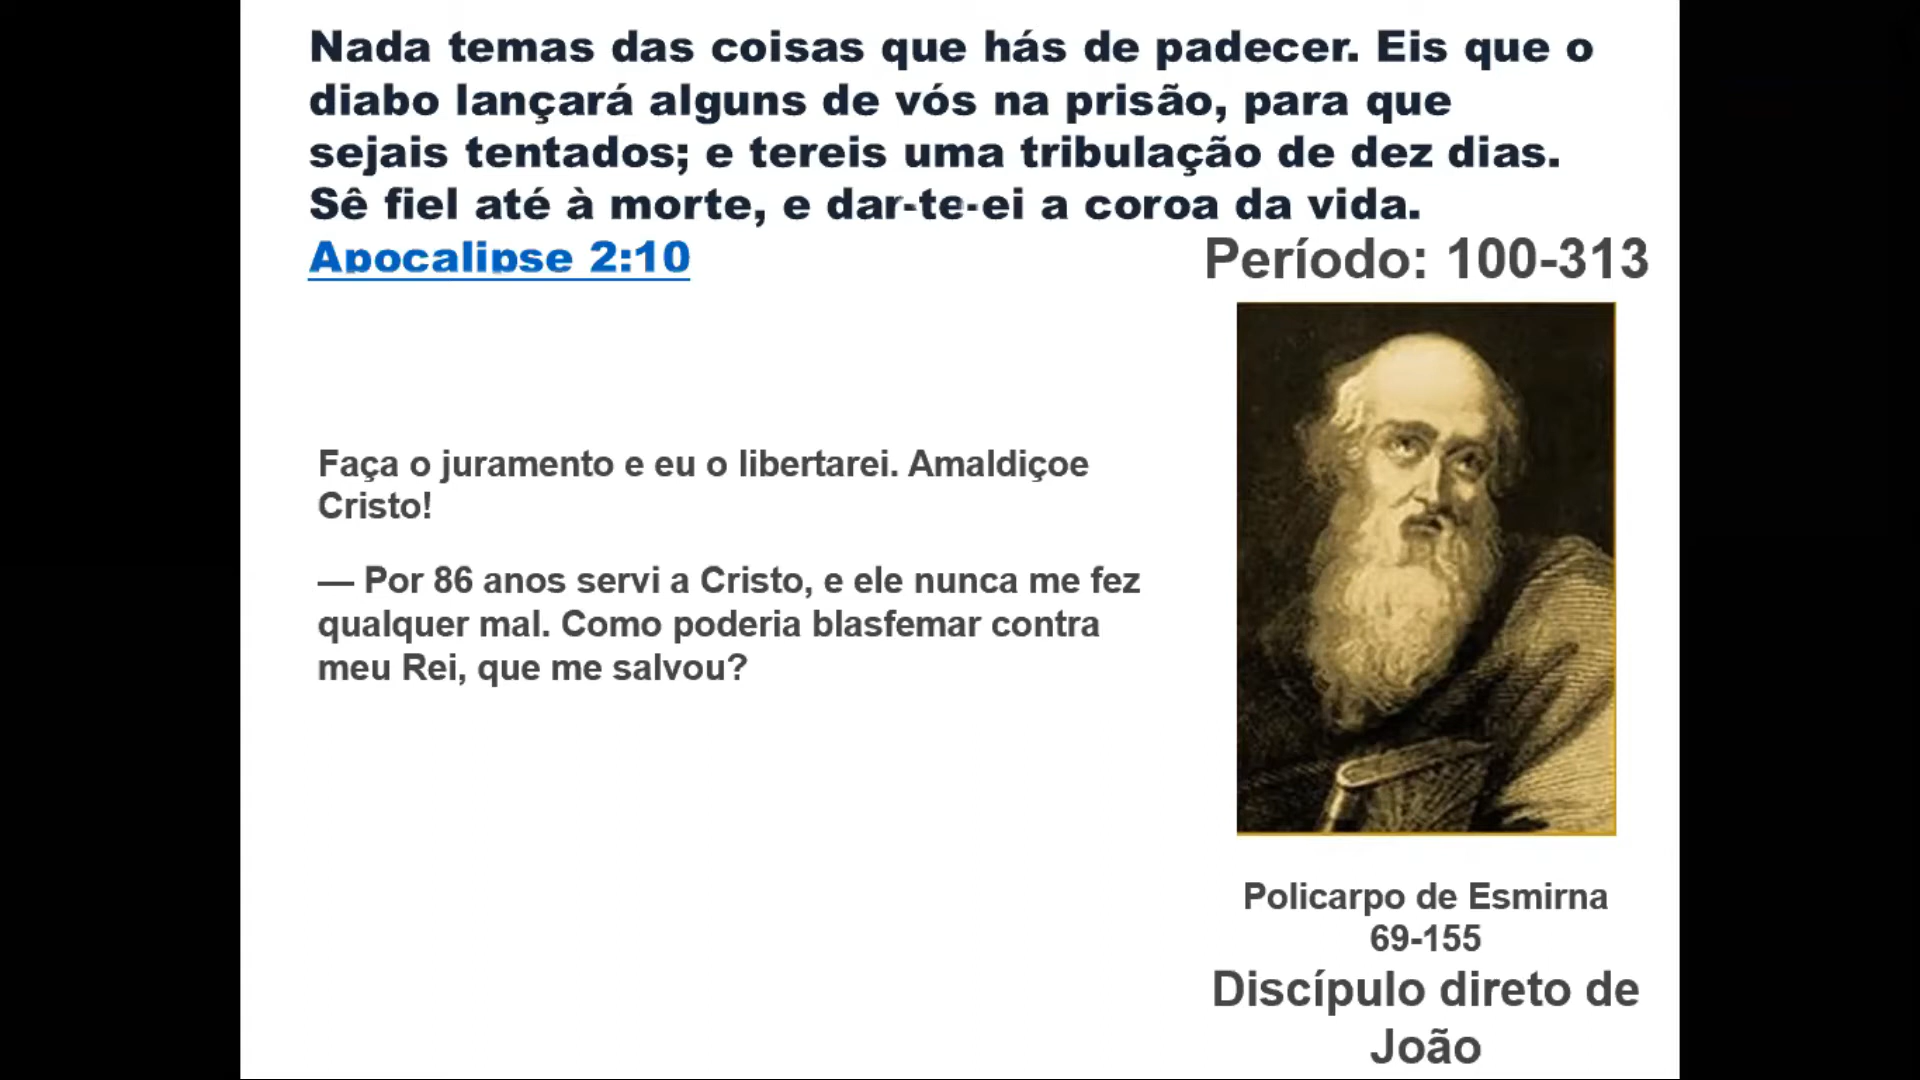 Nada temas das coisas que hás de padecer. Eis que o
diabo lançará alguns de vós na prisão, para que
sejais tentados; e tereis uma tribulação de dez dias.
Sê fiel até à morte, e dar-te-ei a coroa da vida.
Apocalipse 2:10
Período: 100-313
Faça o juramento e eu o libertarei. Amaldiçoe
Cristo!
— Por 86 anos servi a Cristo, e ele nunca me fez
qualquer mal. Como poderia blasfemar contra
meu Rei, que me salvou?
Policarpo de Esmirna
69-155
Discípulo direto de
João